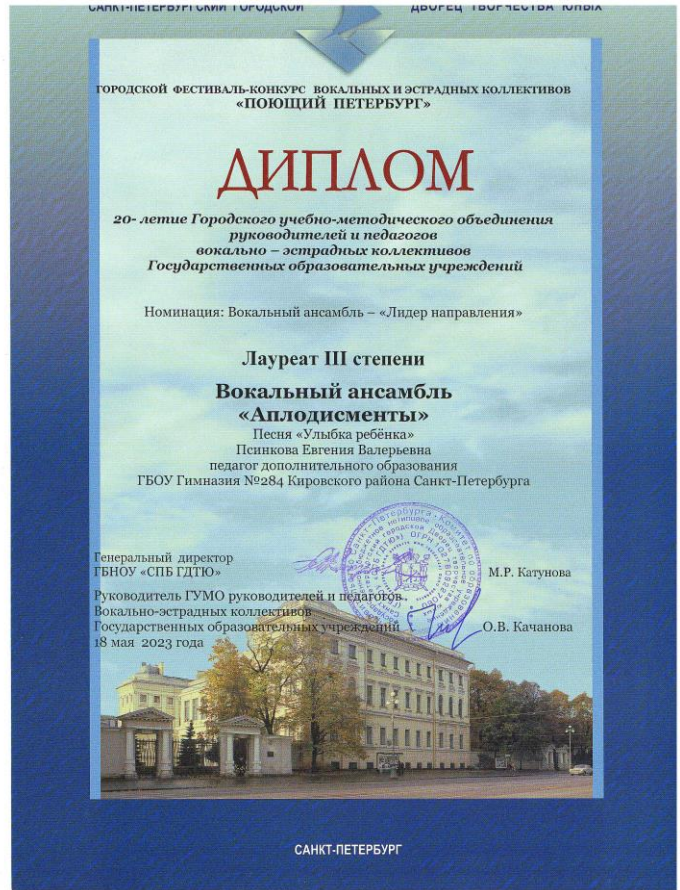 САНКТ-ПЕТЕРБУРГСКИЙ ГОРОДСКОЙ ДВОРЕЦ ТВОРЧЕСТВА ЮНЫХ
ГОРОДСКОЙ ФЕСТИВАЛЬ-КОНКУРС ВОКАЛЬНЫХ И ЭСТРАДНЫХ КОЛЛЕКТИВОВ
«ПОЮЩИЙ ПЕТЕРБУРГ»
ДИПЛОМ
20- летие Городского учебно-методического объединения
руководителей и педагогов
вокально – эстрадных коллективов
Государственных образовательных учреждений
Номинация: Вокальный ансамбль – «Лидер направления»
Лауреат III степени
Вокальный ансамбль
«Аплодисменты»
Песня «Улыбка ребёнка»
Псинкова Евгения Валерьевна
педагог дополнительного образования
ГБОУ Гимназия №284 Кировского района Санкт-Петербурга
Генеральный директор
ГБНОУ «СПБ ГДТЮ» М.Р. Катунова
Руководитель ГУМО руководителей и педагогов
Вокально-эстрадных коллективов
Государственных образовательных учреждений О.В. Качанова
18 мая 2023 года
САНКТ-ПЕТЕРБУРГ